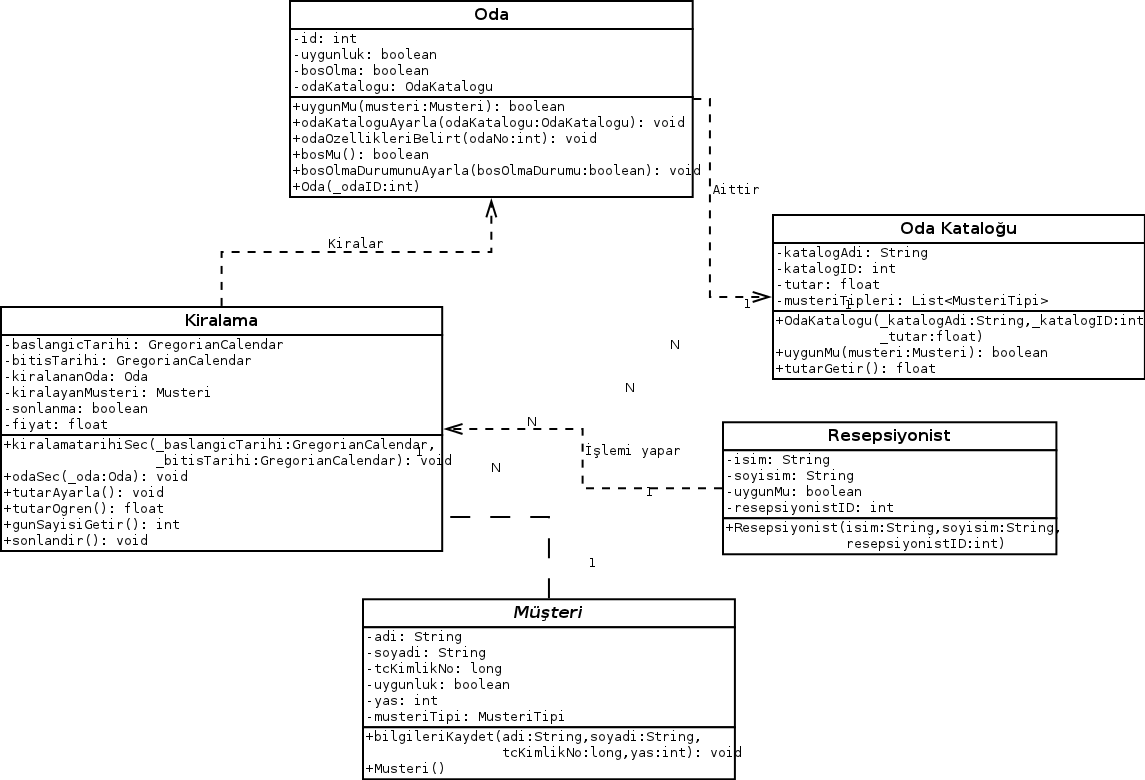 Oda
-id: int
-uygunluk: boolean
-bosOlma: boolean
-odaKatalogu: OdaKatalogu
+uygunMu(musteri:Musteri): boolean
+odaKataloguAyarla(odaKatalogu:OdaKatalogu): void
+odaOzellikleriBelirt(odaNo:int): void
+bosMu(): boolean
+bosOlmaDurumunuAyarla(bosOlmaDurumu:boolean): void
+Oda(_odaID:int)
Aittir
Kiralar
Oda Kataloğu
-katalogAdi: String
-katalogID: int
-tutar: float
-musteriTipleri: List<MusteriTipi>
1
1
+OdaKatalogu(_katalogAdi:String,_katalogID:int
_tutar:float)
+uygunMu(musteri:Musteri): boolean
+tutarGetir(): float
Kiralama
-baslangicTarihi: GregorianCalendar
-bitisTarihi: GregorianCalendar
-kiralananOda: Oda
-kiralayanMusteri: Musteri
-sonlanma: boolean
-fiyat: float
+kiralamatarihiSec(_baslangicTarihi:GregorianCalendar,
_bitisTarihi:GregorianCalendar): void
+odaSec(_oda:Oda): void
+tutarAyarla(): void
+tutarOgren(): float
+gunSayisiGetir(): int
+sonlandir(): void
1
N
N
N
N
İşlemi yapar
1
Resepsiyonist
-isim: String
-soyisim: String
-uygunMu: boolean
-resepsiyonistID: int
+Resepsiyonist(isim:String,soyisim:String,
resepsiyonistID:int)
1
Müşteri
-adi: String
-soyadi: String
-tcKimlikNo: long
-uygunluk: boolean
-yas: int
-musteriTipi: MusteriTipi
+bilgileriKaydet(adi:String,soyadi:String,
tcKimlikNo:long,yas:int): void
+Musteri()